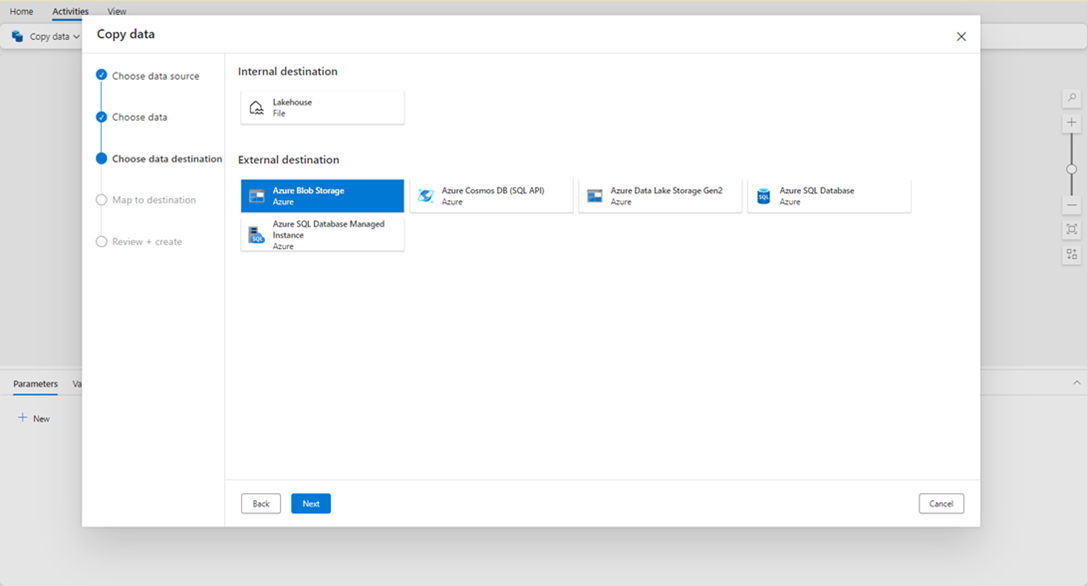 Home Activities View
Copy data
Copy data
Choose data source
Choose data
Choose data destination
Map to destination
Review + create
Internal destination
Lakehouse
File
External destination
Azure Blob Storage
Azure
Azure Cosmos DB (SQL API)
Azure
Azure Data Lake Storage Gen2
Azure
SQL
Azure SQL Database
Azure
SQL
Azure SQL Database Managed
Instance
Azure
Back Next Cancel
Parameters Va
New